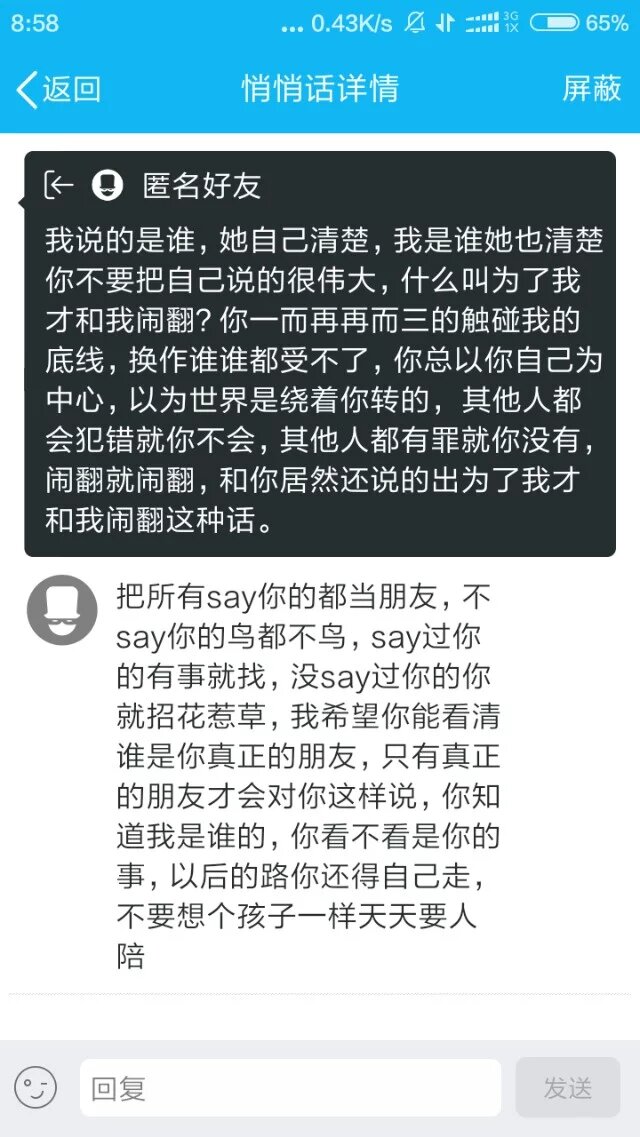 8:58
... 0.43K/s 3G 1X 65%
返回 悄悄话详情 屏蔽
匿名好友
我说的是谁，她自己清楚，我是谁她也清楚
你不要把自己说的很伟大，什么叫为了我
才和我闹翻？你一而再再而三的触碰我的
底线，换作谁谁都受不了，你总以你自己为
中心，以为世界是绕着你转的，其他人都
会犯错就你不会，其他人都有罪就你没有，
闹翻就闹翻，和你居然还说的出为了我才
和我闹翻这种话。
把所有say你的都当朋友，不
say你的鸟都不鸟，say过你
的有事就找，没say过你的你
就招花惹草，我希望你能看清
谁是你真正的朋友，只有真正
的朋友才会对你这样说，你知
道我是谁的，你看不看是你的
事，以后的路你还得自己走，
不要想个孩子一样天天要人
陪
回复 发送